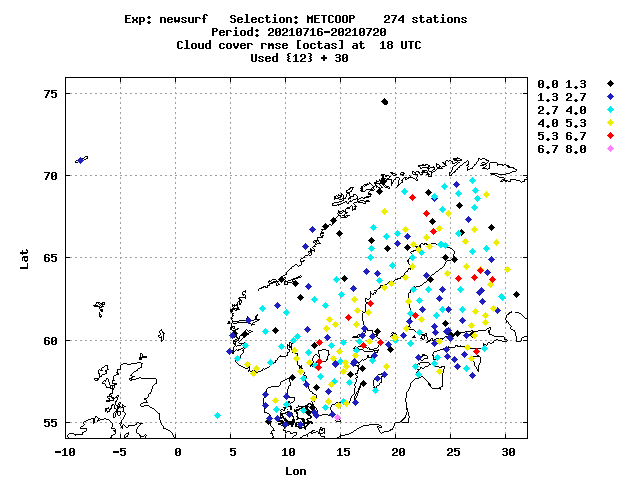 Exp: newsurf   Selection: METCOOP    274 stations
Period: 20210716-20210720
Cloud cover rmse [octas] at  18 UTC
Used {12} + 30
0.0 1.3
1.3 2.7
2.7 4.0
4.0 5.3
5.3 6.7
6.7 8.0
75
70
65
60
55
Lat
-10 -5 0 5 10 15 20 25 30
Lon